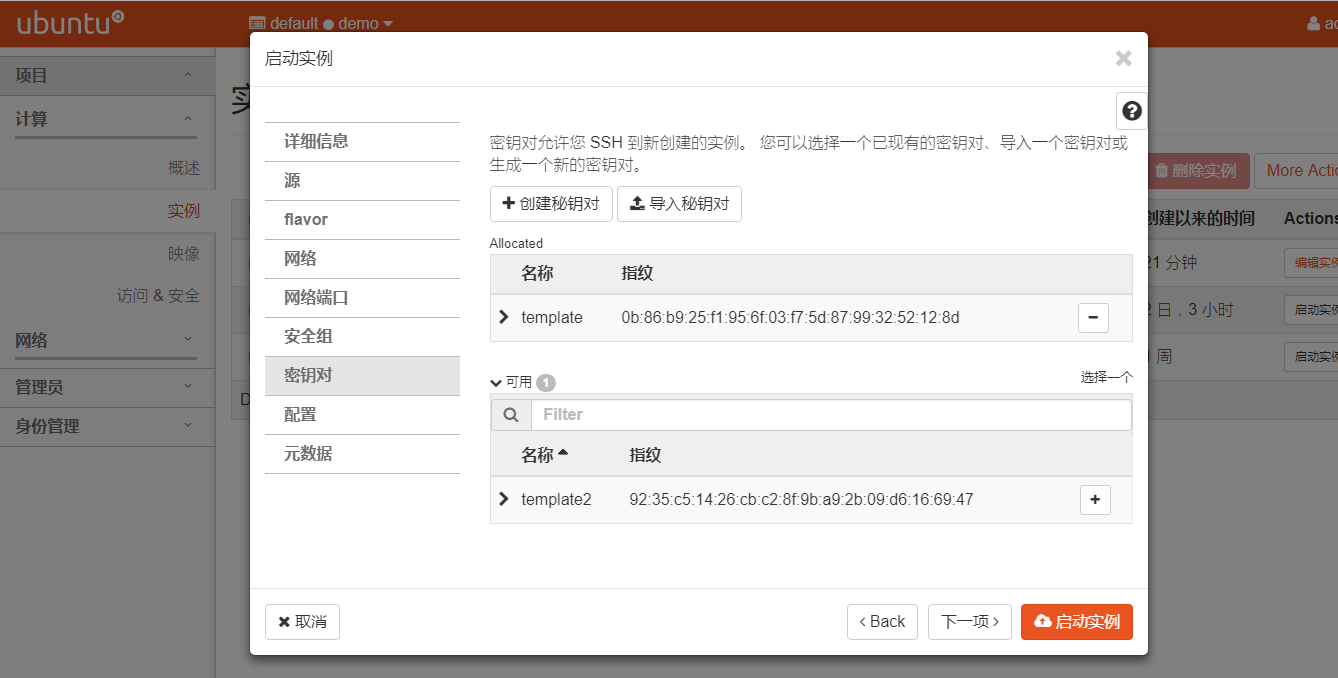 ubuntu
default demo
启动实例
项目
计算
概述
实例
映像
访问 & 安全
网络
管理员
身份管理
详细信息
源
flavor
网络
网络端口
安全组
密钥对
配置
元数据
密钥对允许您 SSH 到新创建的实例。 您可以选择一个已现有的密钥对、导入一个密钥对或
生成一个新的密钥对。
创建秘钥对 导入秘钥对
Allocated
名称 指纹
template 0b:86:b9:25:f1:95:6f:03:f7:5d:87:99:32:52:12:8d
可用 1 选择一个
Filter
名称 指纹
template2 92:35:c5:14:26:cb:c2:8f:9b:a9:2b:09:d6:16:69:47
取消 Back 下一项 启动实例
删除实例 More Actio
创建以来的时间 Actions
21 分钟 编辑实例
2 日，3 小时 启动实例
1 周 启动实例